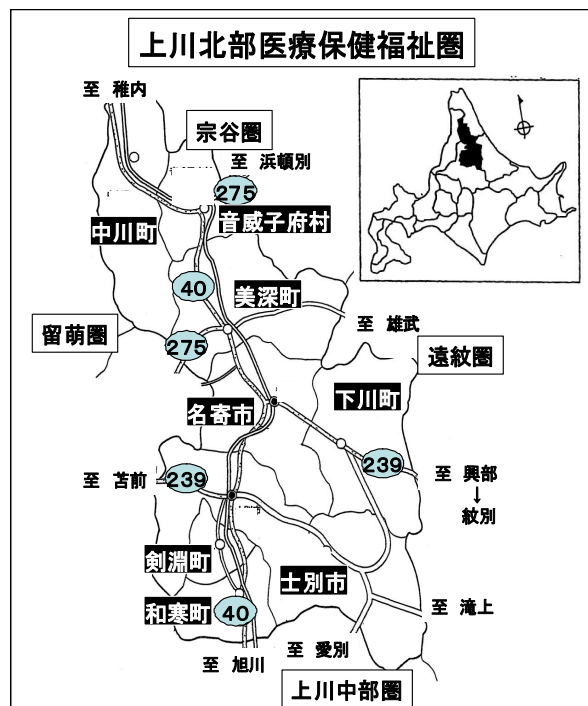 上川北部医療保健福祉圏
至 稚内
宗谷圏
至 浜頓別
275
音威子府村
中川町
40
美深町
至 雄武
留萌圏
275
遠紋圏
下川町
名寄市
239
至 苫前
239
至 興部
↓
紋別
剣淵町
士別市
和寒町
40
至 滝上
至 愛別
至 旭川
上川中部圏